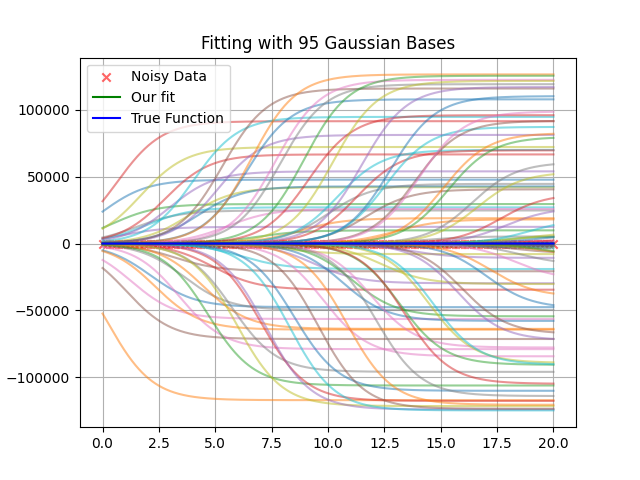 Fitting with 95 Gaussian Bases
Noisy Data
Our fit
True Function
100000
50000
0
−50000
−100000
0.0 2.5 5.0 7.5 10.0 12.5 15.0 17.5 20.0